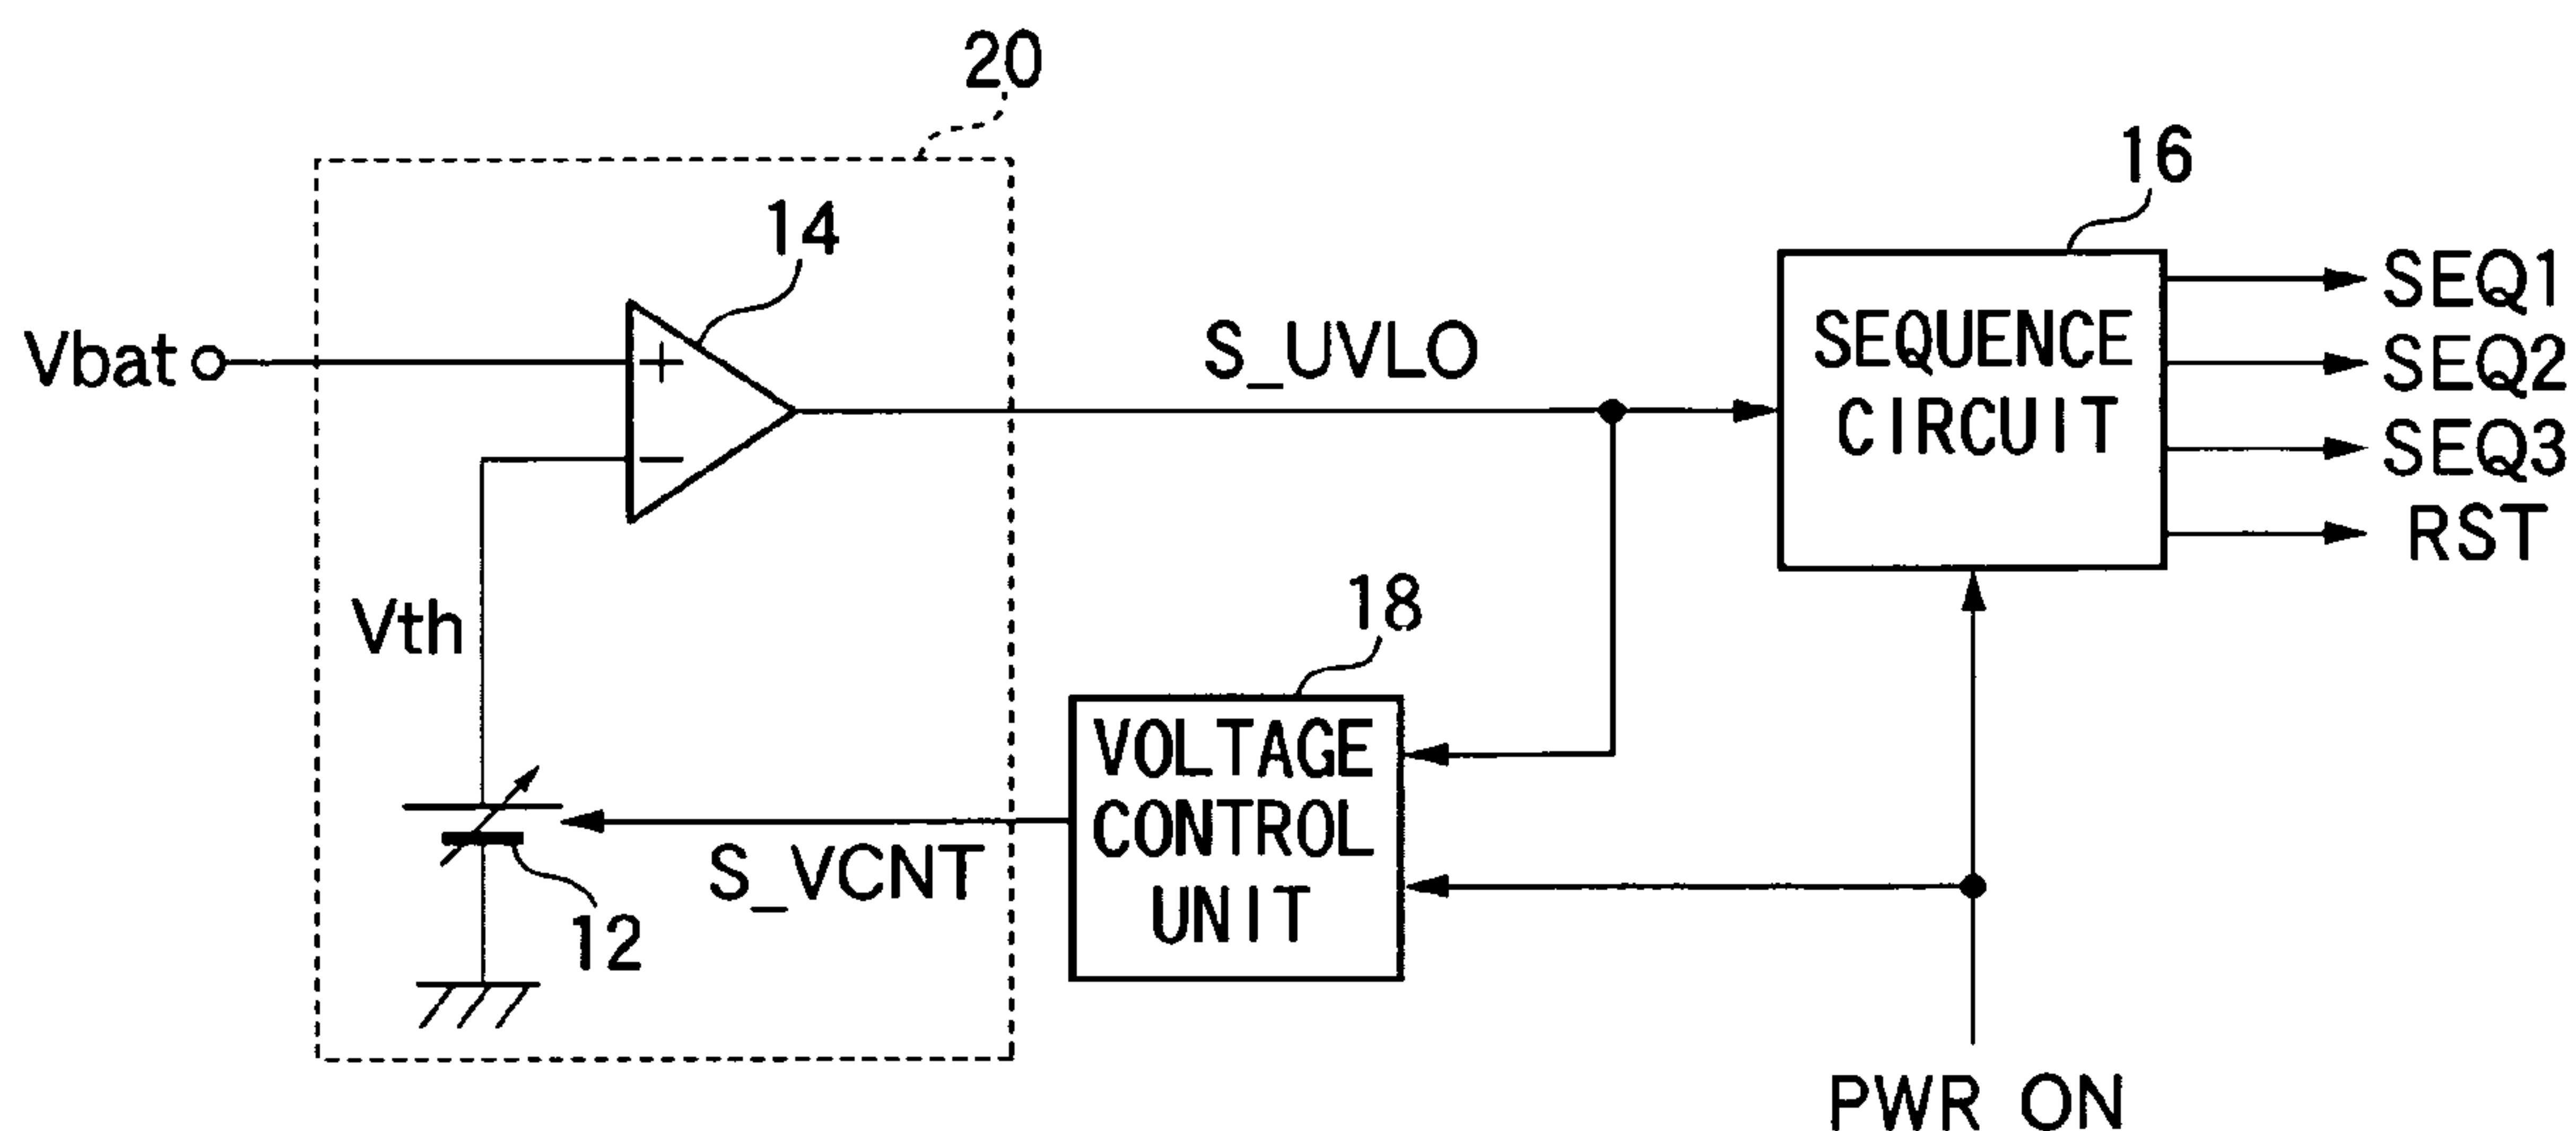 20
16
14
SEQ1
Vbat
+
S_UVLO
SEQUENCE
CIRCUIT
SEQ2
SEQ3
−
RST
Vth
18
VOLTAGE
CONTROL
UNIT
S_VCNT
12
PWR ON